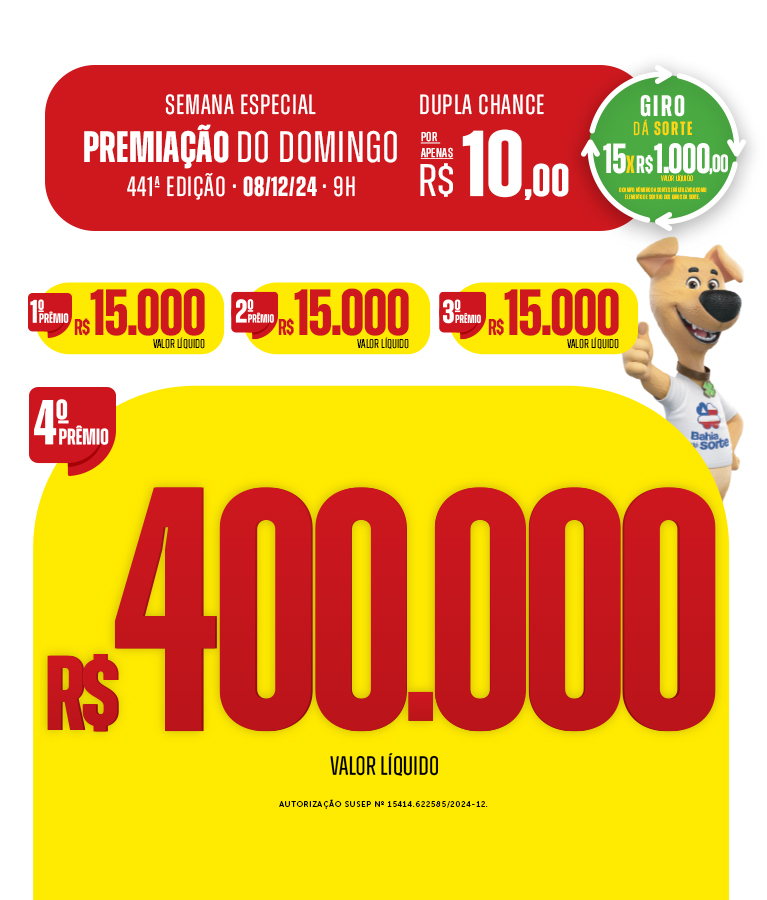 SEMANA ESPECIAL
PREMIAÇÃO DO DOMINGO
441ª EDIÇÃO · 08/12/24 · 9H
DUPLA CHANCE
POR
APENAS
R$ 10,00
GIRO
DÁ SORTE
15XR$1.000,00
VALOR LÍQUIDO
1º PRÊMIO R$ 15.000
VALOR LÍQUIDO
2º PRÊMIO R$ 15.000
VALOR LÍQUIDO
3º PRÊMIO R$ 15.000
VALOR LÍQUIDO
Bahia
Sorte
4º PRÊMIO
R$ 400.000
VALOR LÍQUIDO
AUTORIZAÇÃO SUSEP Nº 15414.622585/2024-12.